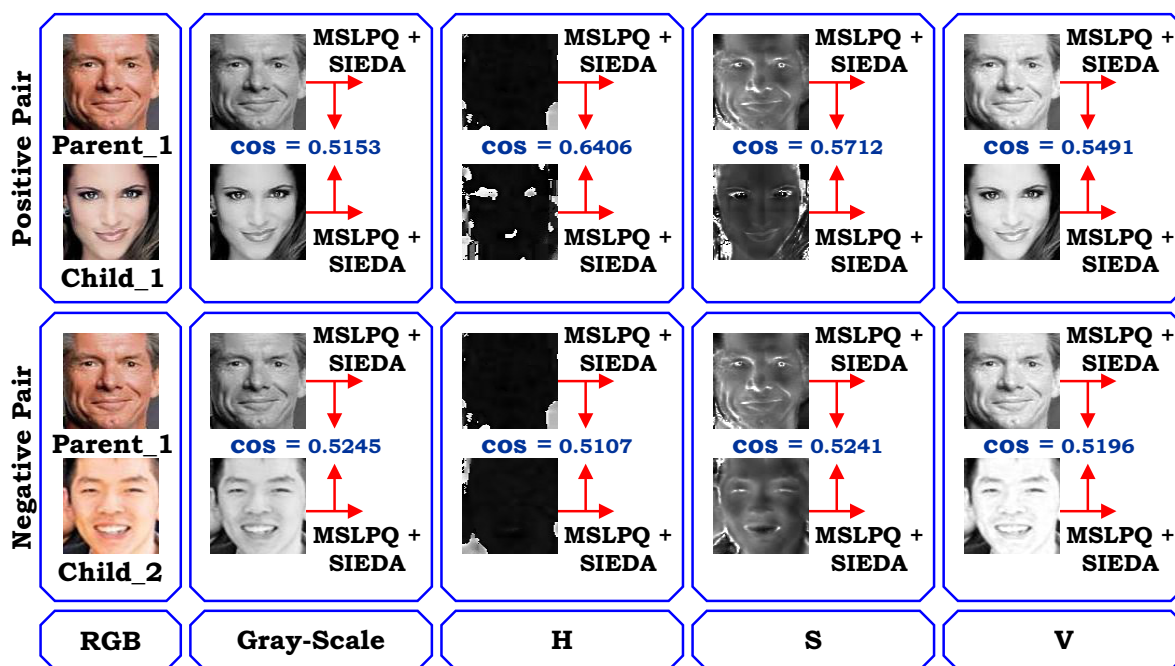 Positive Pair
Parent_1
Child_1
MSLPQ +
SIEDA
cos = 0.5153
MSLPQ +
SIEDA
MSLPQ +
SIEDA
cos = 0.6406
MSLPQ +
SIEDA
MSLPQ +
SIEDA
cos = 0.5712
MSLPQ +
SIEDA
MSLPQ +
SIEDA
cos = 0.5491
MSLPQ +
SIEDA
Negative Pair
Parent_1
Child_2
MSLPQ +
SIEDA
cos = 0.5245
MSLPQ +
SIEDA
MSLPQ +
SIEDA
cos = 0.5107
MSLPQ +
SIEDA
MSLPQ +
SIEDA
cos = 0.5241
MSLPQ +
SIEDA
MSLPQ +
SIEDA
cos = 0.5196
MSLPQ +
SIEDA
RGB
Gray-Scale
H
S
V